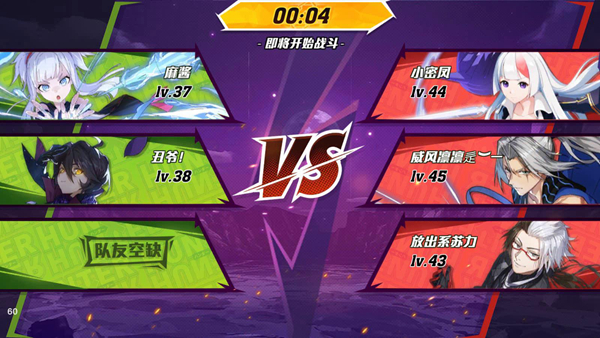 00:04
- 即将开始战斗 -
麻酱
lv.37
小密凤
lv.44
VS
丑爷!
lv.38
威风凛凛
lv.45
队友空缺
放出系苏力
lv.43
60